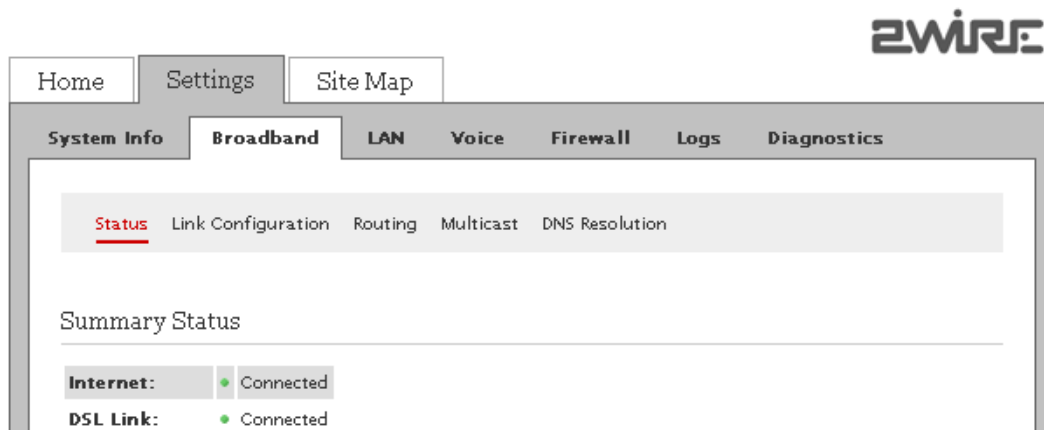 2WIRE
Home Settings Site Map
System Info Broadband LAN Voice Firewall Logs Diagnostics
Status Link Configuration Routing Multicast DNS Resolution
Summary Status
Internet: Connected
DSL Link: Connected